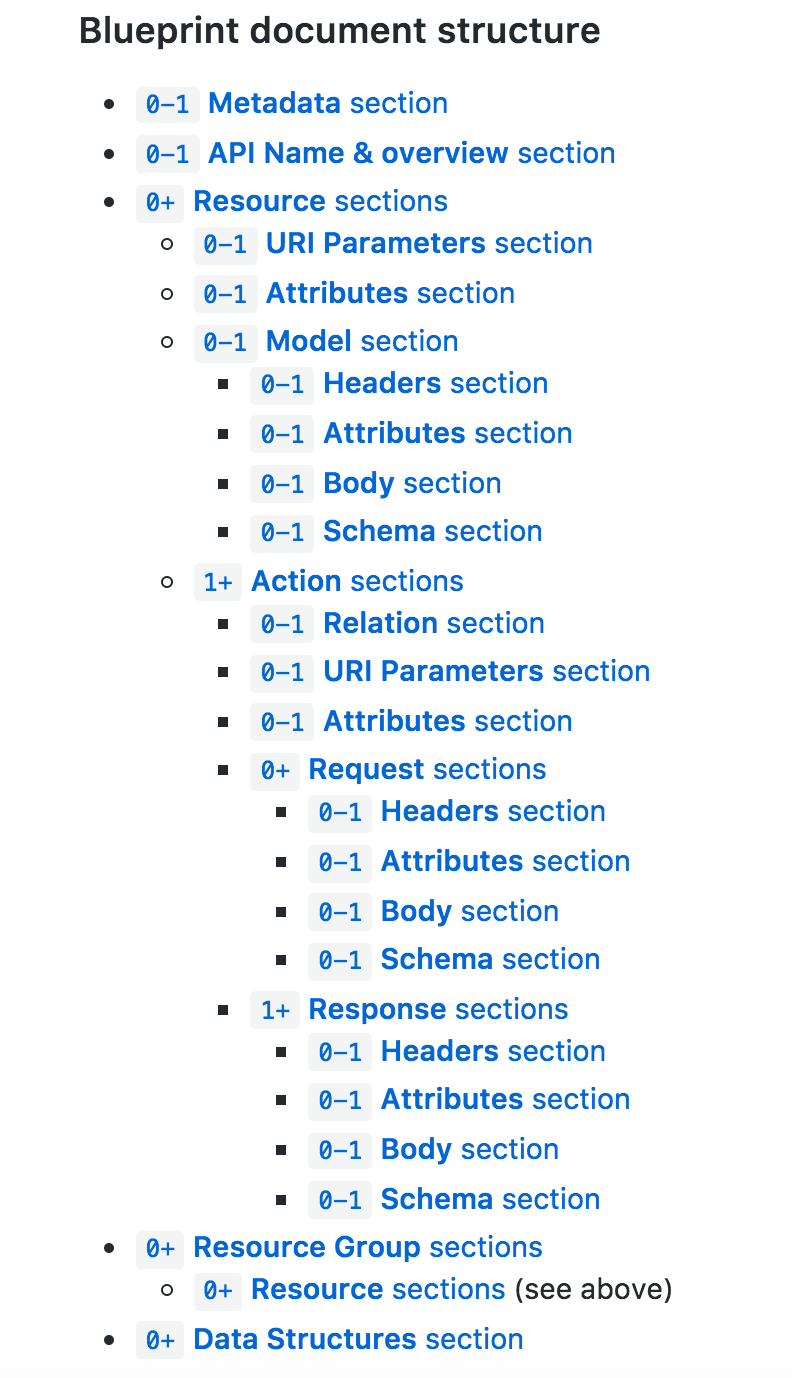 Blueprint document structure
0-1 Metadata section
0-1 API Name & overview section
0+ Resource sections
0-1 URI Parameters section
0-1 Attributes section
0-1 Model section
0-1 Headers section
0-1 Attributes section
0-1 Body section
0-1 Schema section
1+ Action sections
0-1 Relation section
0-1 URI Parameters section
0-1 Attributes section
0+ Request sections
0-1 Headers section
0-1 Attributes section
0-1 Body section
0-1 Schema section
1+ Response sections
0-1 Headers section
0-1 Attributes section
0-1 Body section
0-1 Schema section
0+ Resource Group sections
0+ Resource sections (see above)
0+ Data Structures section